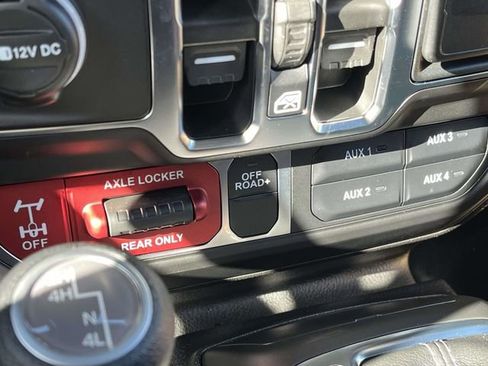 12V DC
AXLE LOCKER
REAR ONLY
OFF
OFF
ROAD+
AUX 1
AUX 3
AUX 2
AUX 4
4H
N
4L